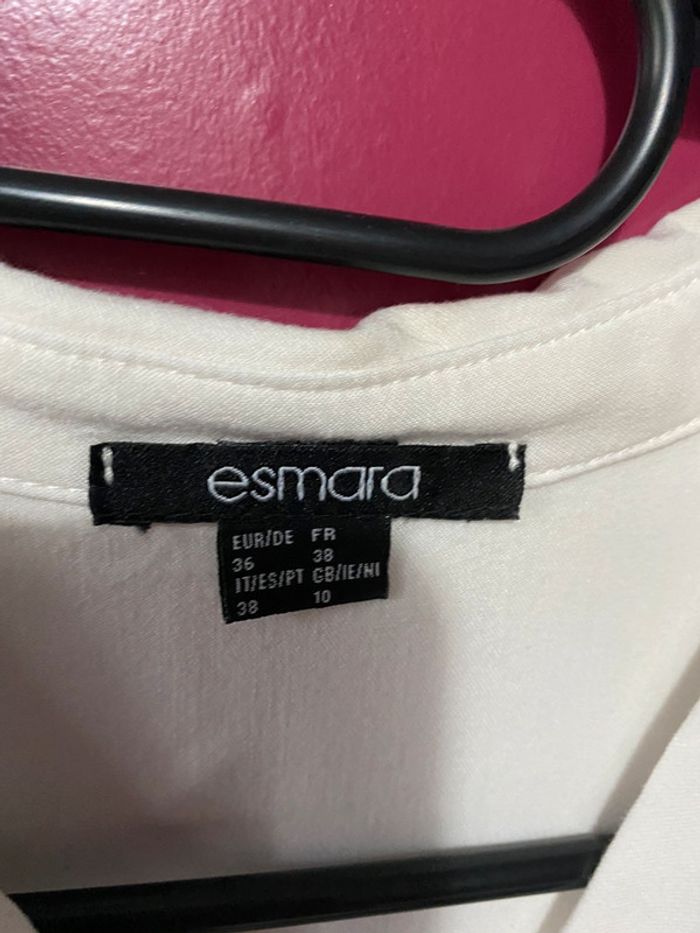 esmara
EUR/DE FR
36 38
IT/ES/PT GB/IE/NI
38 10